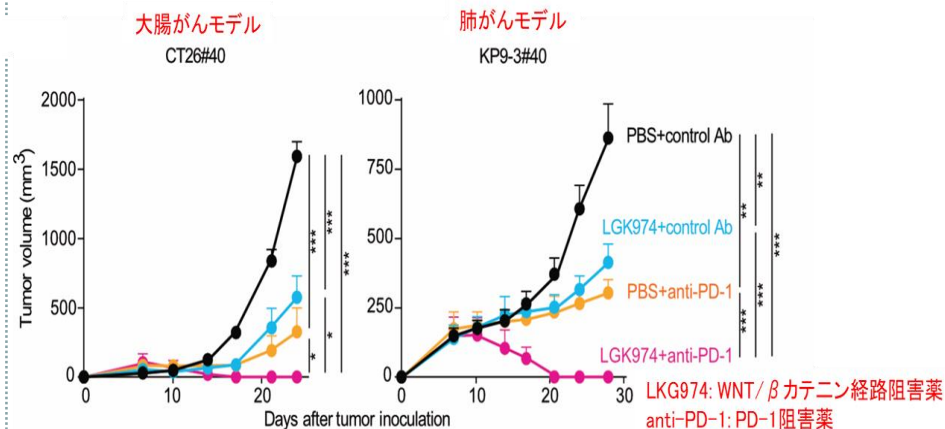 大腸がんモデル
肺がんモデル
CT26#40
KP9-3#40
Tumor volume (mm3)
2000
1500
1000
500
0
0
10
20
1000
750
500
250
0
0
10
20
30
PBS+control Ab
LGK974+control Ab
PBS+anti-PD-1
LGK974+anti-PD-1
***
***
***
*
*
**
**
***
***
***
Days after tumor inoculation
LKG974: WNT/βカテニン経路阻害薬
anti-PD-1: PD-1阻害薬